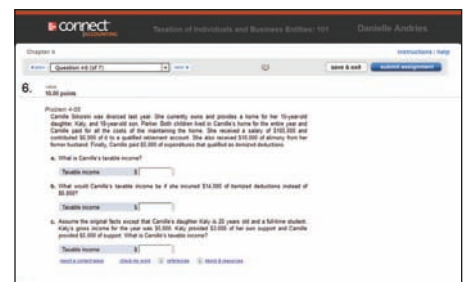 connect
ACCOUNTING
Taxation of Individuals and Business Entities: 101
Danielle Andries
Chapter 4
instructions | help
Question #6 (of 7)
save & exit
submit assignment
6.
value:
10.00 points
Problem 4-
Camille Sikorski was divorced last year. She currently owns and provides a home for her 15-year-old
daughter, Kaly, and 18-year-old son, Parker. Both children lived in Camille's home for the entire year and
Camille paid for all the costs of the maintaining the home. She received a salary of and
contributed of it to a qualified retirement account. She also received $10,000 of alimony from her
former husband. Finally, Camille paid $5,000 of expenditures that qualified as itemized deductions.
a. What is Camille's taxable income?
Taxable income $
b. What would Camille's taxable income be if she incurred $14,000 of itemized deductions instead of
$5,000?
Taxable income $
c. Assume the original facts except that Camille's daughter Kaly is 25 years old and a full-time student.
Kaly's gross income for the year was $5,000. Kaly provided $3,000 of her own support and Camille
provided $5,000 of support. What is Camille's taxable income?
Taxable income $
check my work references ebook & resources